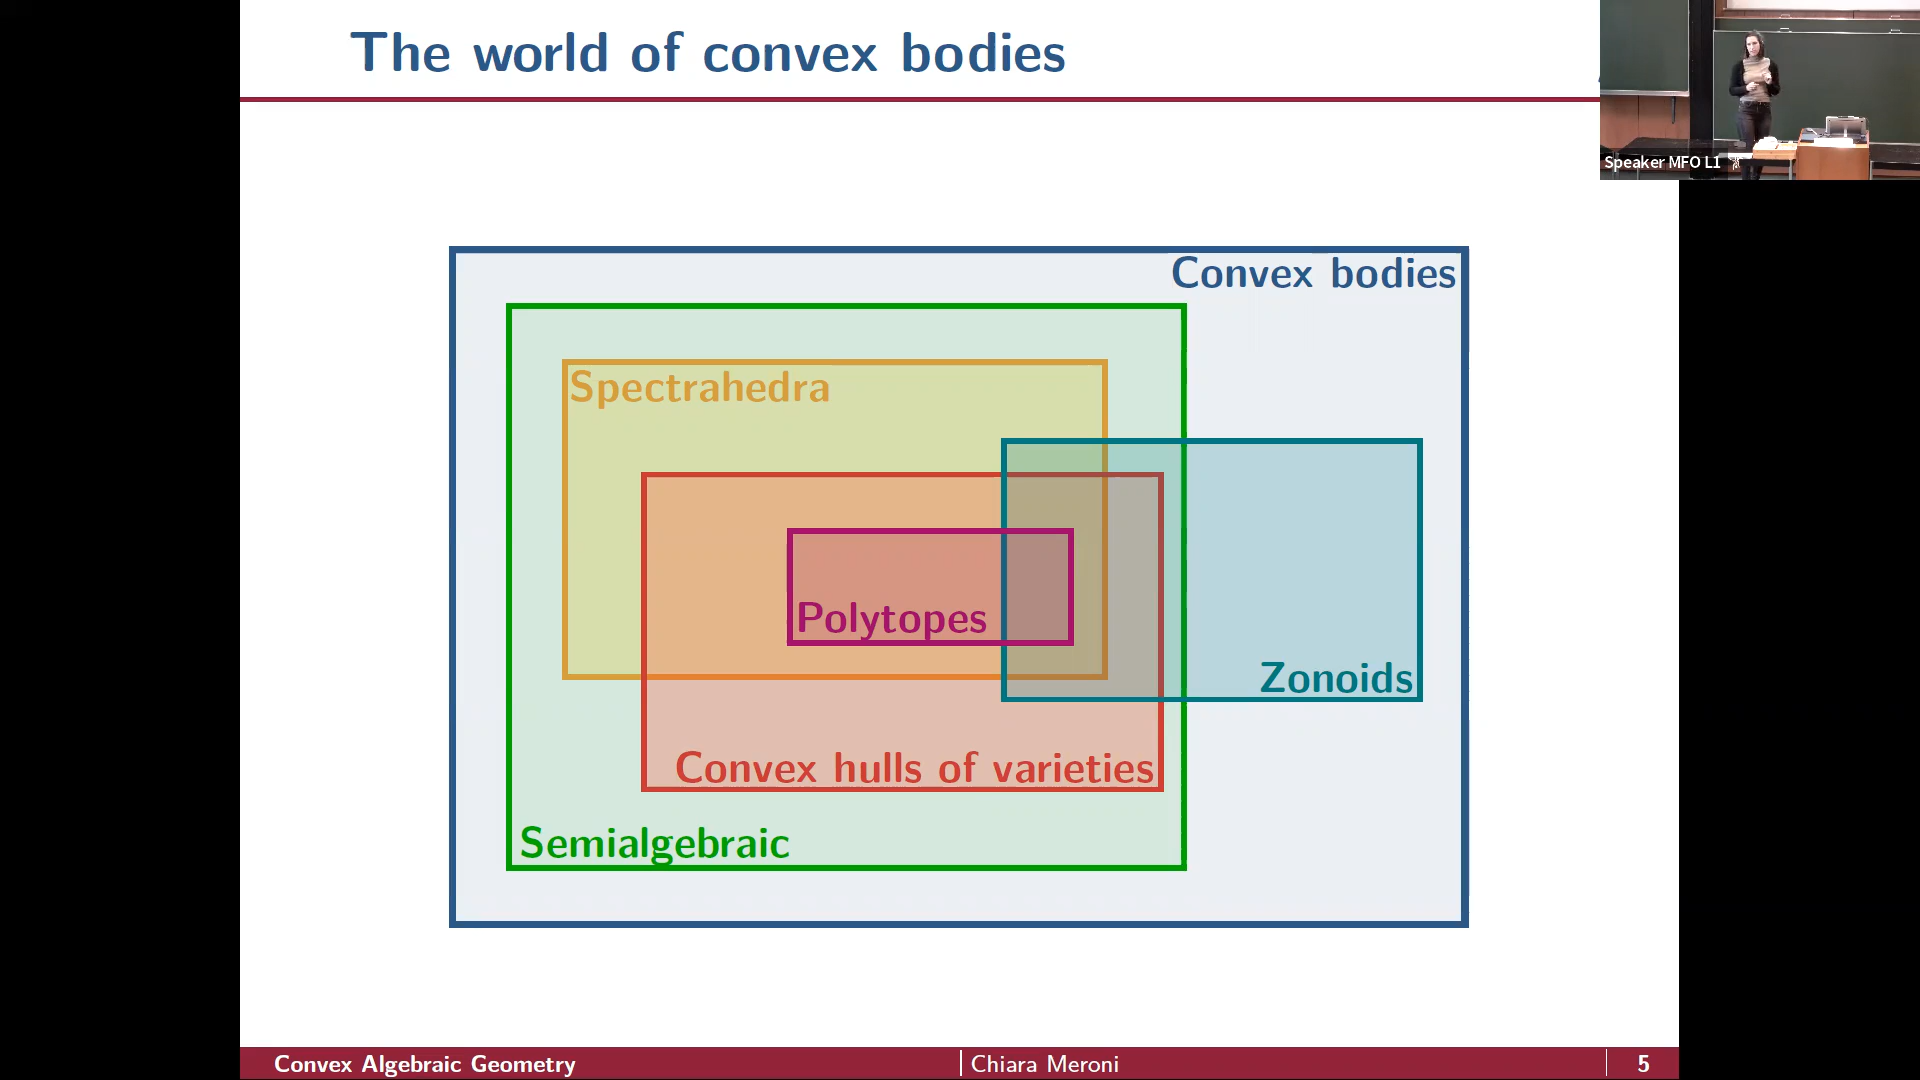 The world of convex bodies
Speaker MFO L1
Convex bodies
Spectrahedra
Polytopes
Zonoids
Convex hulls of varieties
Semialgebraic
Convex Algebraic Geometry
Chiara Meroni
5